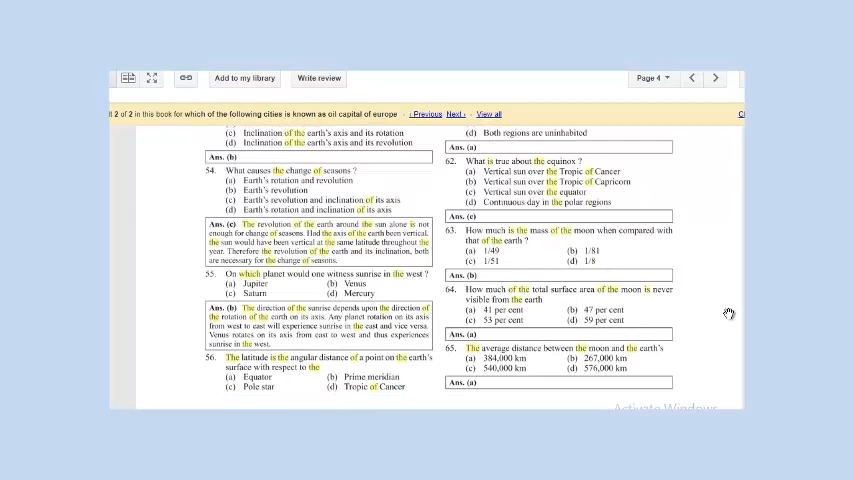 Add to my library
Write review
Page 4
lt 2 of 2 in this book for which of the following cities is known as oil capital of europe - ‹ Previous Next › - View all
(c) Inclination of the earth's axis and its rotation
(d) Inclination of the earth's axis and its revolution
Ans. (b)
54. What causes the change of seasons ?
(a) Earth's rotation and revolution
(b) Earth's revolution
(c) Earth's revolution and inclination of its axis
(d) Earth's rotation and inclination of its axis
Ans. (c) The revolution of the earth around the sun alone is not
enough for change of seasons. Had the axis of the earth been vertical,
the sun would have been vertical at the same latitude throughout the
year. Therefore the revolution of the earth and its inclination, both
are necessary for the change of seasons.
55. On which planet would one witness sunrise in the west ?
(a) Jupiter (b) Venus
(c) Saturn (d) Mercury
Ans. (b) The direction of the sunrise depends upon the direction of
the rotation of the earth on its axis. Any planet rotation on its axis
from west to east will experience sunrise in the east and vice versa.
Venus rotates on its axis from east to west and thus experiences
sunrise in the west.
56. The latitude is the angular distance of a point on the earth's
surface with respect to the
(a) Equator (b) Prime meridian
(c) Pole star (d) Tropic of Cancer
(d) Both regions are uninhabited
Ans. (a)
62. What is true about the equinox ?
(a) Vertical sun over the Tropic of Cancer
(b) Vertical sun over the Tropic of Capricorn
(c) Vertical sun over the equator
(d) Continuous day in the polar regions
Ans. (c)
63. How much is the mass of the moon when compared with
that of the earth ?
(a) 1/49 (b) 1/81
(c) 1/51 (d) 1/8
Ans. (b)
64. How much of the total surface area of the moon is never
visible from the earth
(a) 41 per cent (b) 47 per cent
(c) 53 per cent (d) 59 per cent
Ans. (a)
65. The average distance between the moon and the earth's
(a) 384,000 km (b) 267,000 km
(c) 540,000 km (d) 576,000 km
Ans. (a)
Activate Windows